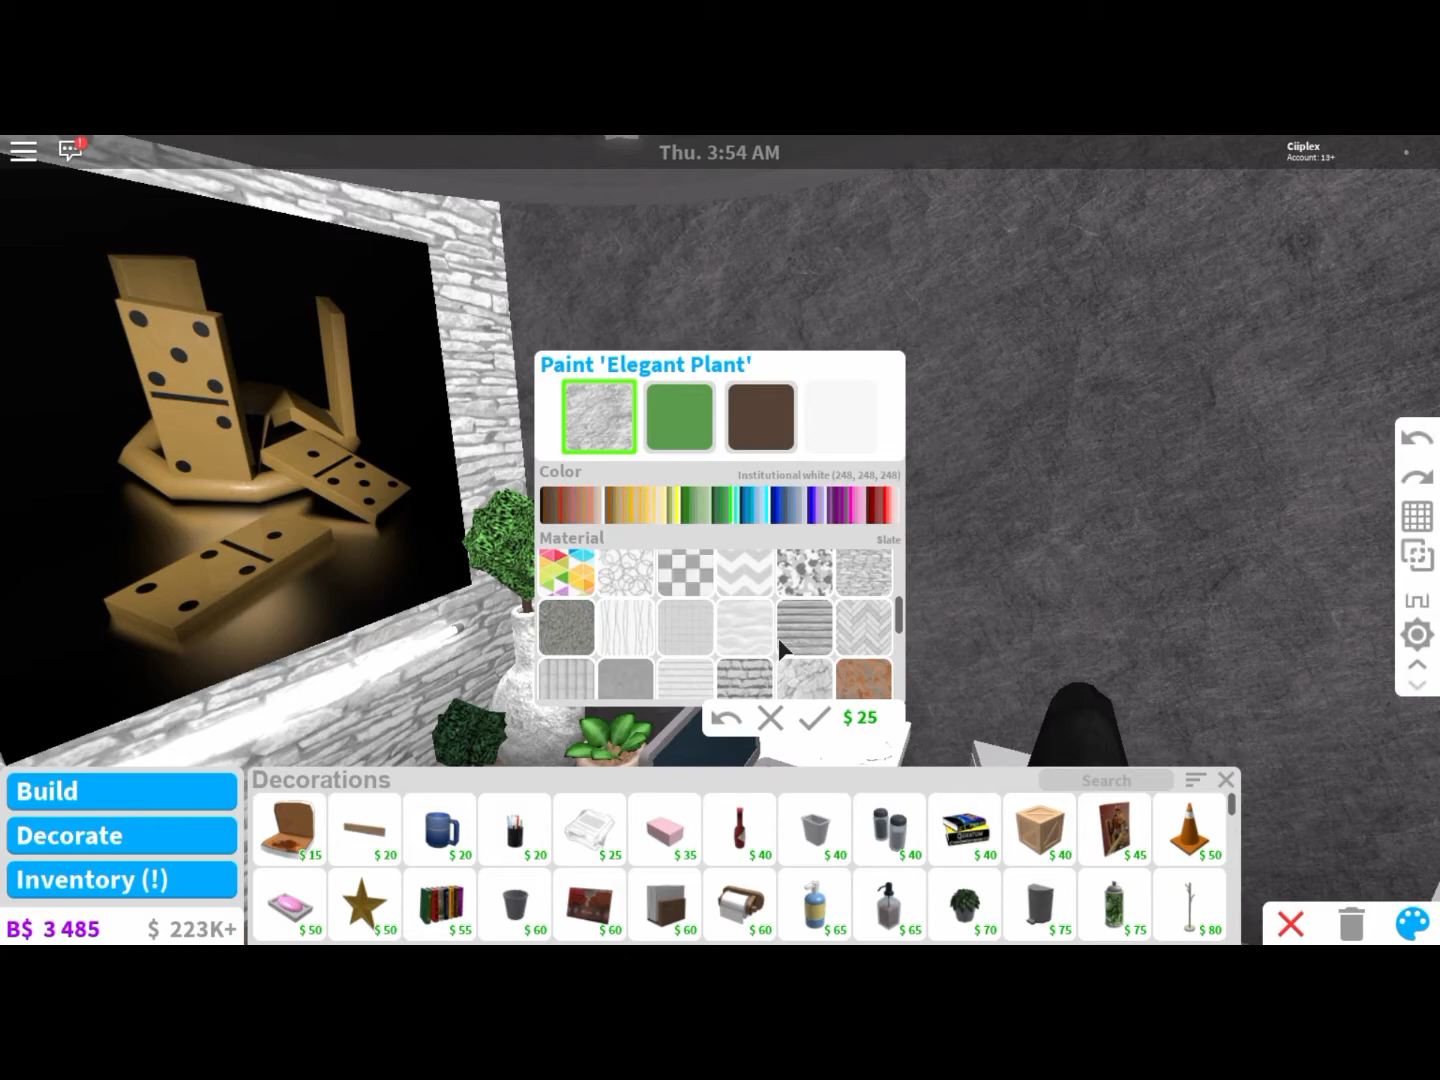 Thu. 3:54 AM
Ciiplex
Account: 13+
Paint 'Elegant Plant'
Color
Institutional white (248, 248, 248)
Material
Slate
$ 25
Build
Decorate
Inventory (!)
B$ 3 485
$ 223K+
Decorations
Search
$ 15
$ 20
$ 20
$ 20
$ 25
$ 35
$ 40
$ 40
$ 40
$ 40
$ 40
$ 45
$ 50
$ 50
$ 50
$ 55
$ 60
$ 60
$ 60
$ 60
$ 65
$ 65
$ 70
$ 75
$ 75
$ 80